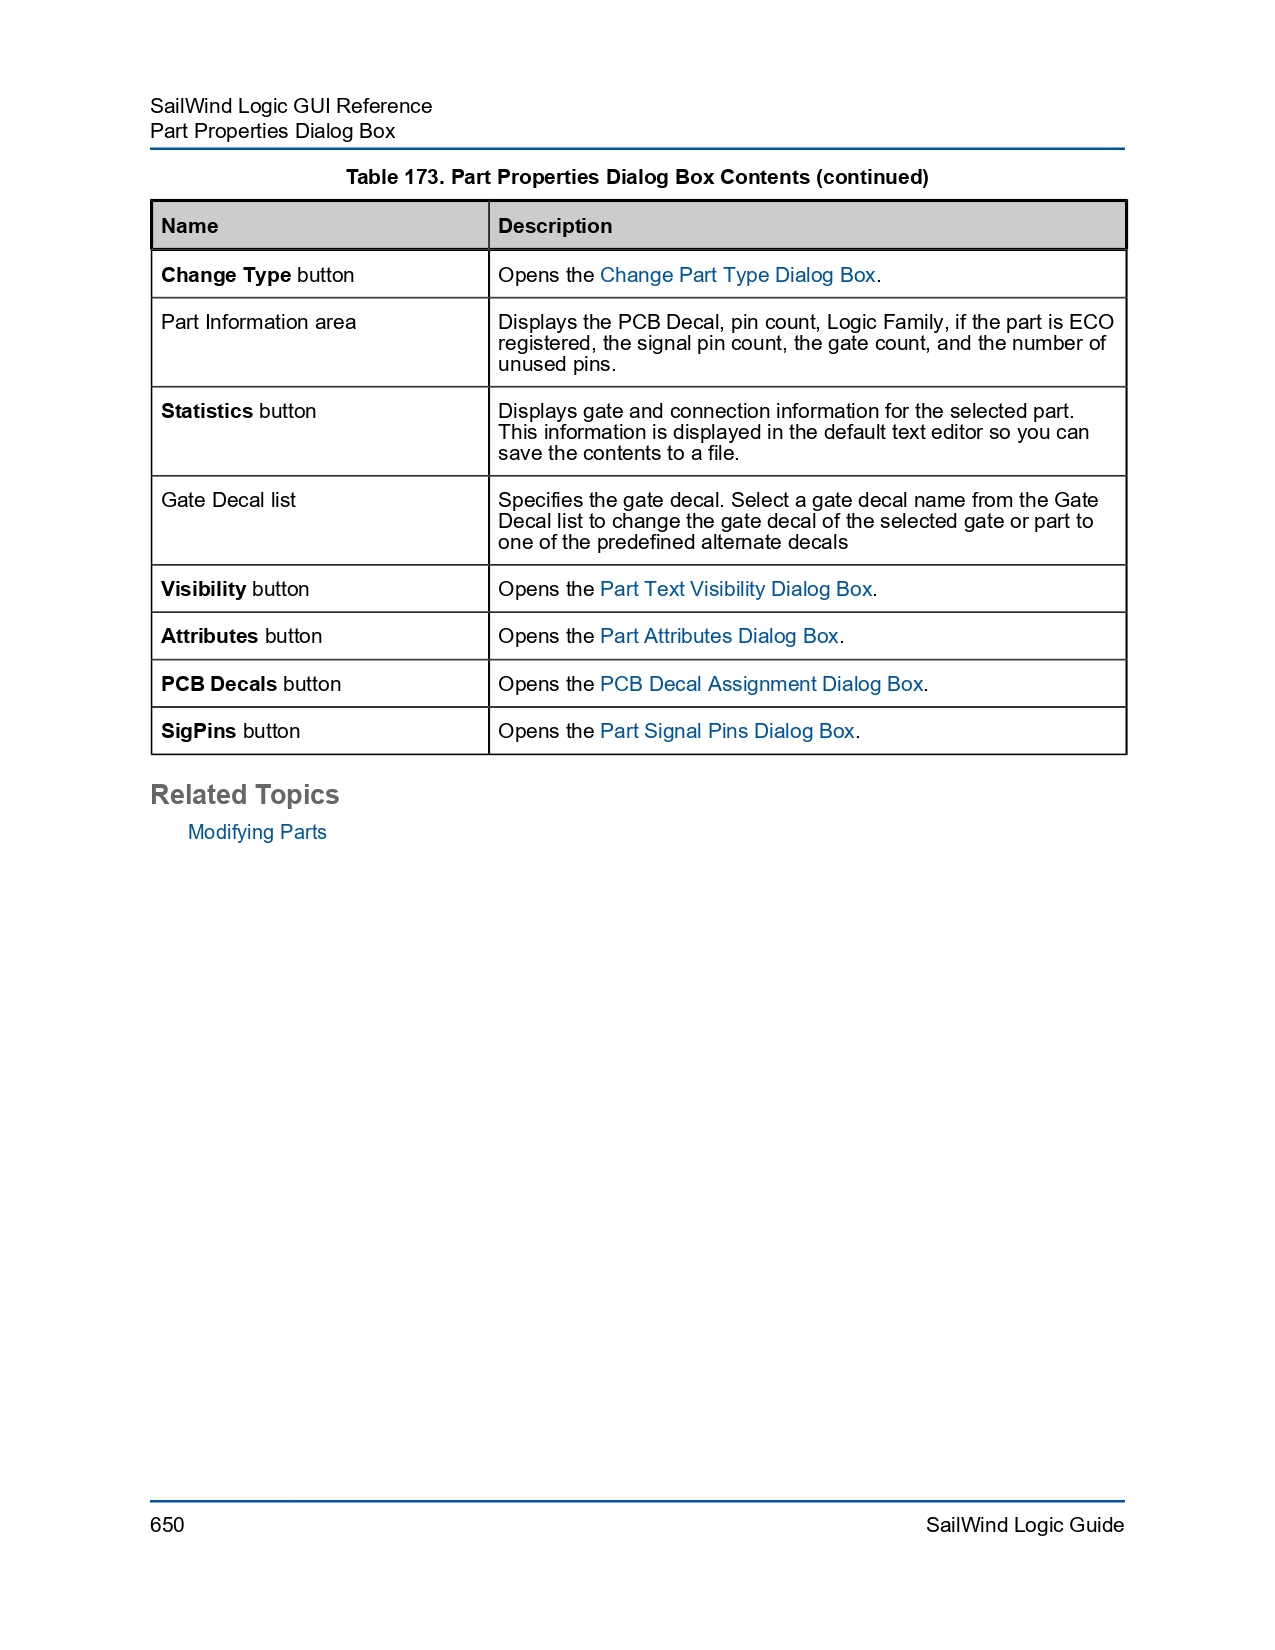 SailWind Logic GUI Reference
Part Properties Dialog Box
Table 173. Part Properties Dialog Box Contents (continued)
Name
Description
Change Type button
Opens the Change Part Type Dialog Box.
Part Information area
Displays the PCB Decal, pin count, Logic Family, if the part is ECO
registered, the signal pin count, the gate count, and the number of
unused pins.
Statistics button
Displays gate and connection information for the selected part.
This information is displayed in the default text editor so you can
save the contents to a file.
Gate Decal list
Specifies the gate decal. Select a gate decal name from the Gate
Decal list to change the gate decal of the selected gate or part to
one of the predefined alternate decals
Visibility button
Opens the Part Text Visibility Dialog Box.
Attributes button
Opens the Part Attributes Dialog Box.
PCB Decals button
Opens the PCB Decal Assignment Dialog Box.
SigPins button
Opens the Part Signal Pins Dialog Box.
Related Topics
Modifying Parts
650
SailWind Logic Guide